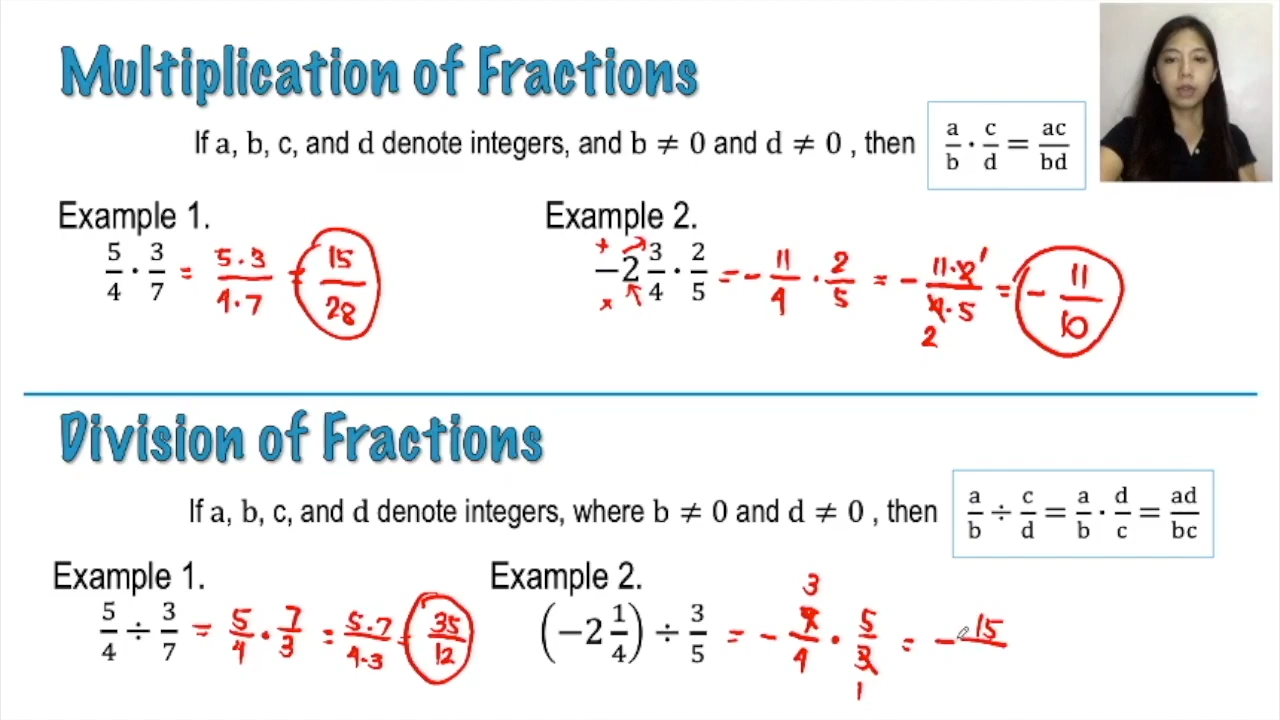 Multiplication of Fractions
If a, b, c, and d denote integers, and b ≠ 0 and d ≠ 0 , then a/b · c/d = ac/bd
Example 1.
5/4 · 3/7 = 5·3/4·7 = 15/28
Example 2.
−2 3/4 · 2/5 = - 11/4 · 2/5 = - 11·2/4·5 = - 11/10
+
×
1
2
Division of Fractions
If a, b, c, and d denote integers, where b ≠ 0 and d ≠ 0 , then a/b ÷ c/d = a/b · d/c = ad/bc
Example 1.
5/4 ÷ 3/7 = 5/4 · 7/3 = 5·7/4·3 = 35/12
Example 2.
3
(−2 1/4) ÷ 3/5 = - 9/4 · 5/3 = - 15
1